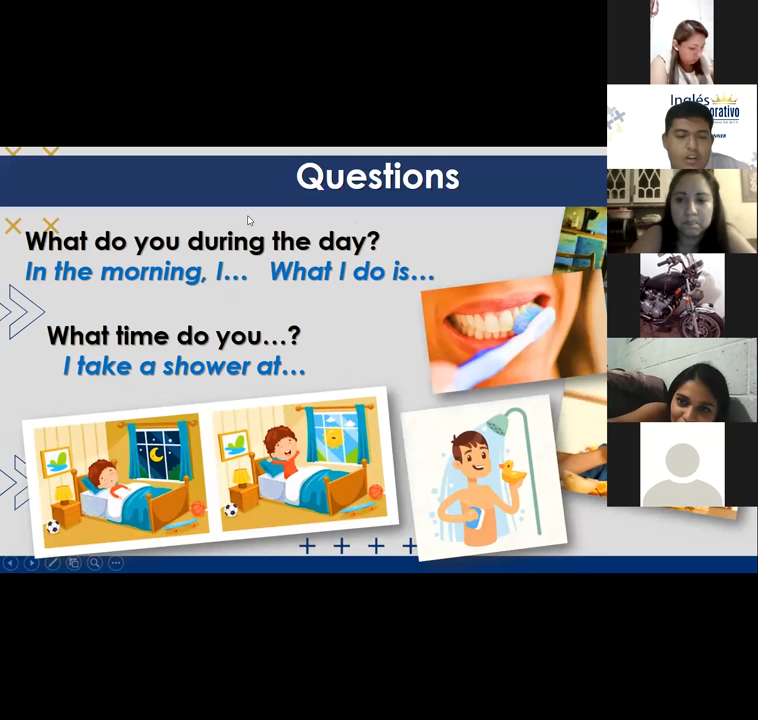 Questions
What do you during the day?
In the morning, I... What I do is...
What time do you...?
I take a shower at...
Inglés